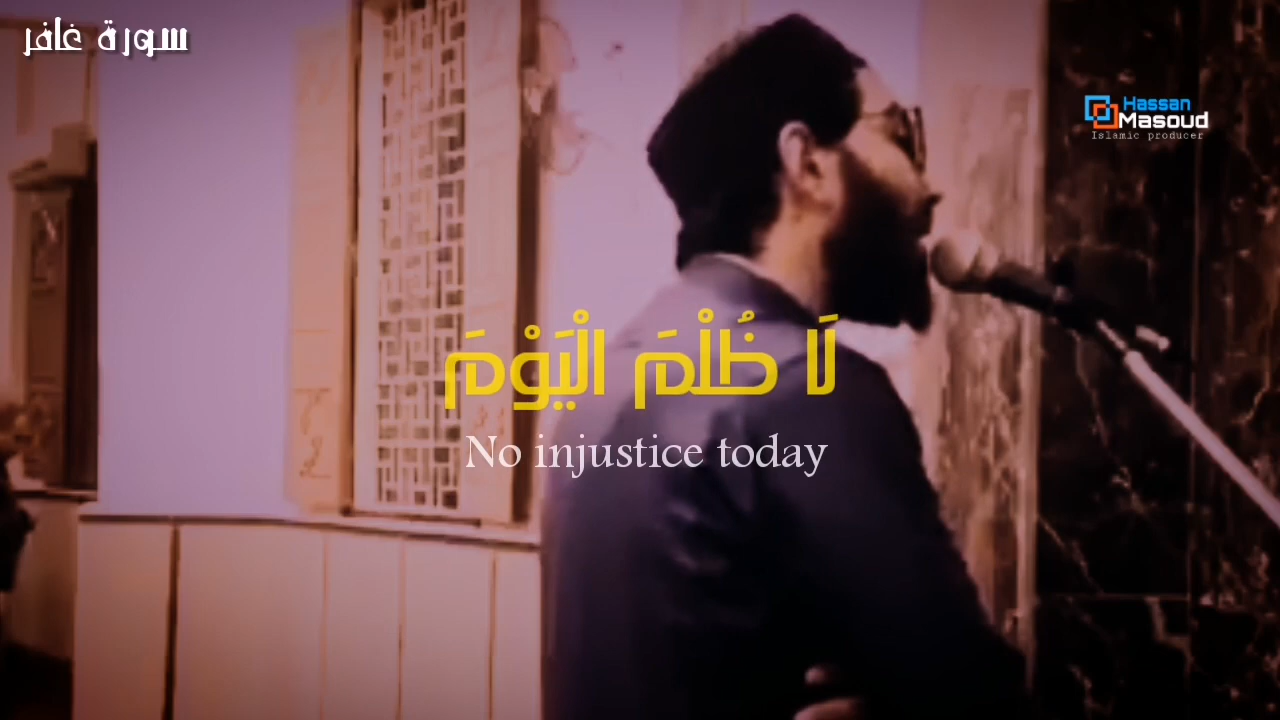 سورة غافر
Hassan
Masoud
Islamic producer
لَا ظُلْمَ الْيَوْمَ
No injustice today